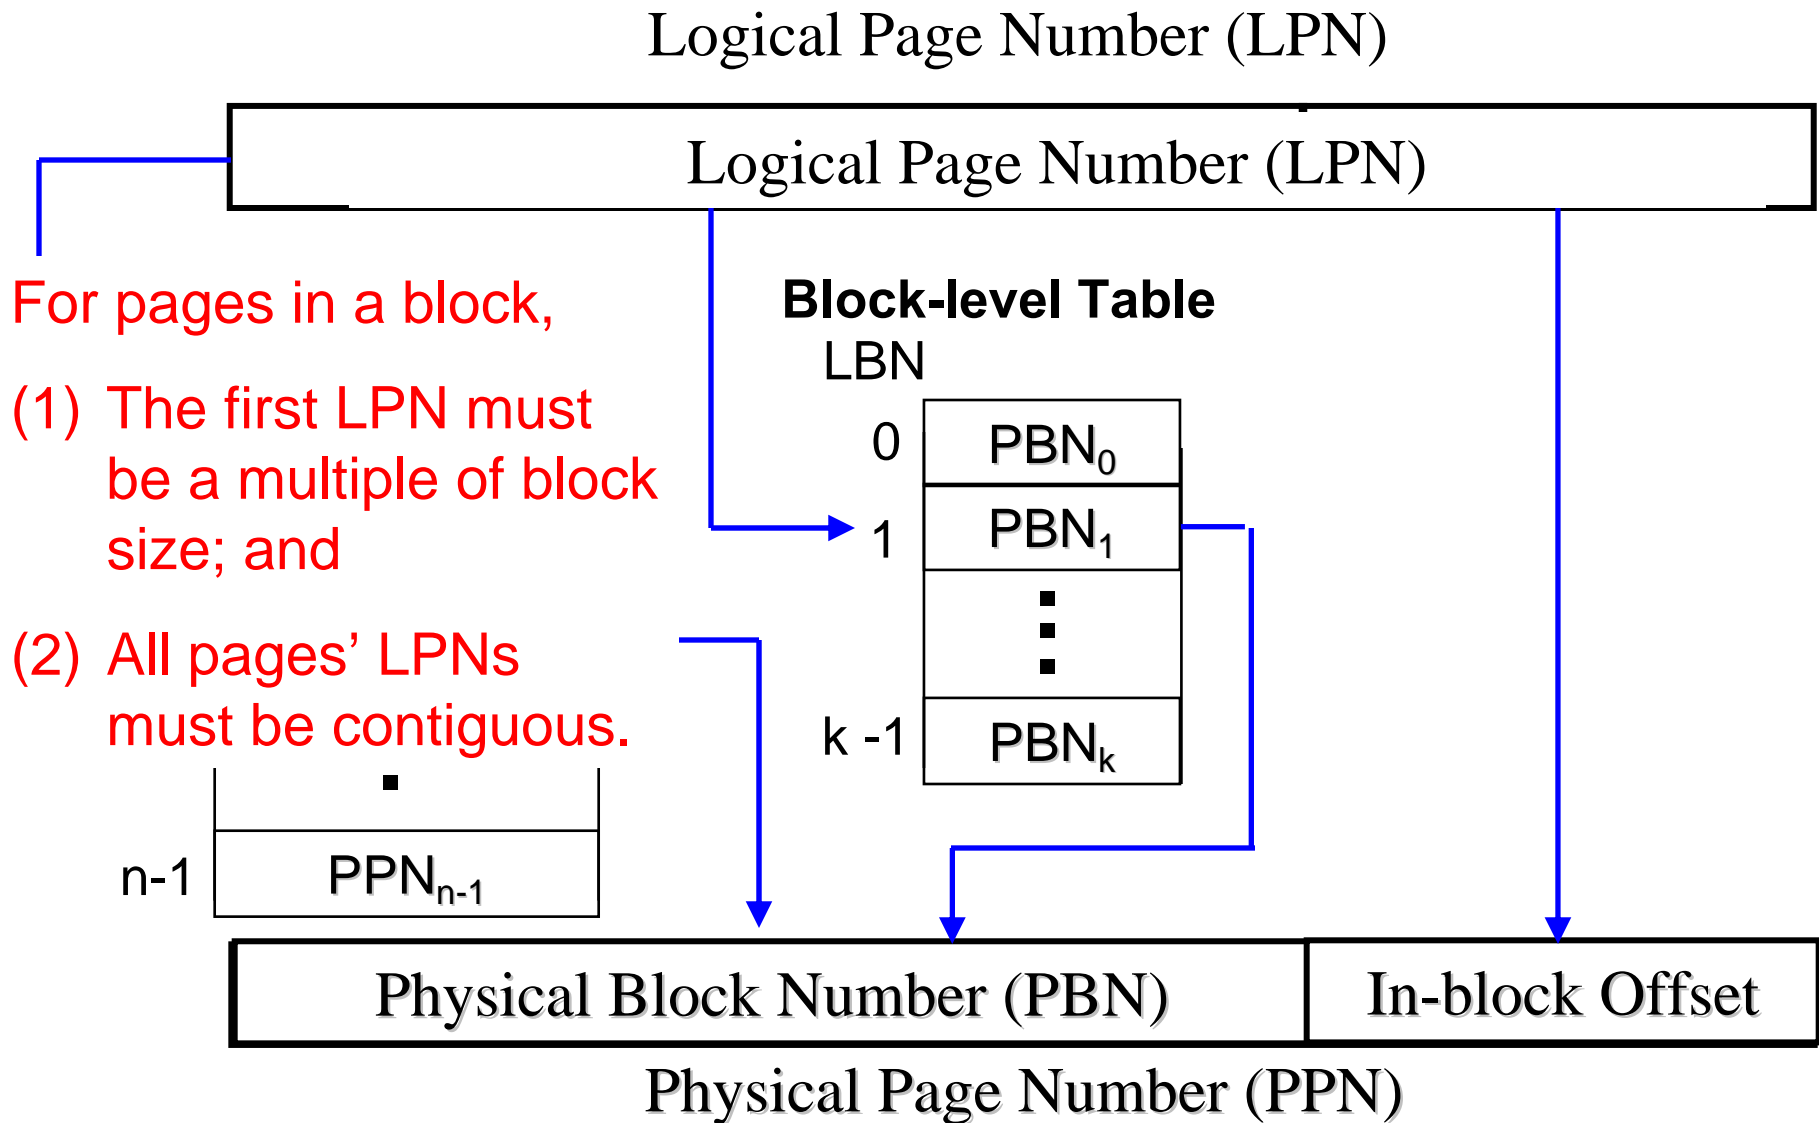 Logical Page Number (LPN)
Logical Page Number (LPN)
For pages in a block,
(1) The first LPN must
be a multiple of block
size; and
(2) All pages’ LPNs
must be contiguous.
Block-level Table
LBN
0 PBN0
1 PBN1
k -1 PBNk
n-1 PPNn-1
Physical Block Number (PBN) In-block Offset
Physical Page Number (PPN)